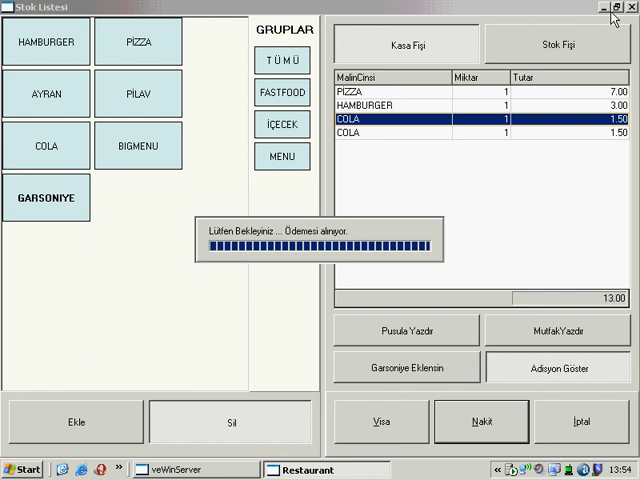 Stok Listesi
HAMBURGER
PİZZA
AYRAN
PİLAV
COLA
BIGMENU
GARSONIYE
GRUPLAR
T Ü M Ü
FASTFOOD
İÇECEK
MENU
Kasa Fişi
Stok Fişi
MalinCinsi Miktar Tutar
PİZZA 1 7.00
HAMBURGER 1 3.00
COLA 1 1.50
COLA 1 1.50
13.00
Lütfen Bekleyiniz ... Ödemesi alınıyor.
Pusula Yazdır
MutfakYazdır
Garsoniye Eklensin
Adisyon Göster
Ekle
Sil
Visa
Nakit
İptal
Start
»
veWinServer
Restaurant
«
13:54